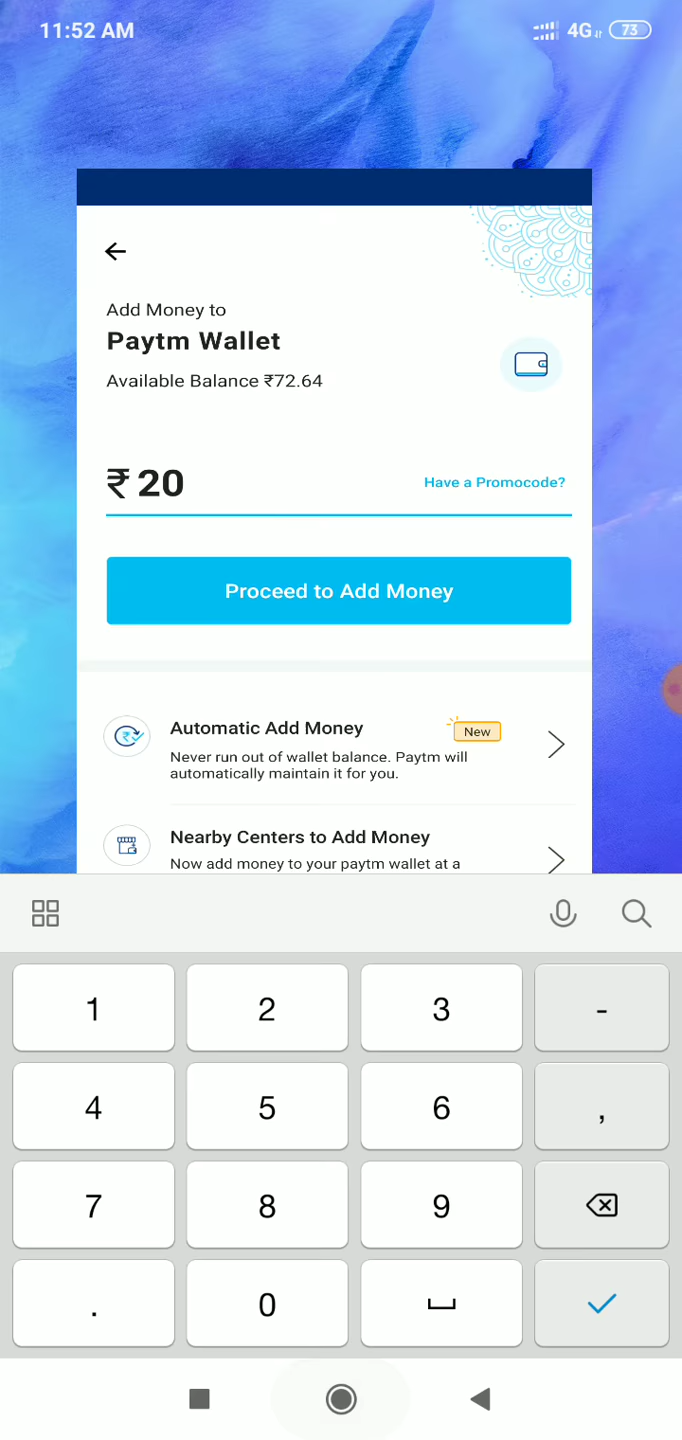 11:52 AM 4G 73
Add Money to
Paytm Wallet
Available Balance ₹72.64
₹ 20 Have a Promocode?
Proceed to Add Money
Automatic Add Money New
Never run out of wallet balance. Paytm will
automatically maintain it for you.
Nearby Centers to Add Money
Now add money to your paytm wallet at a
1 2 3 -
4 5 6 ,
7 8 9
. 0